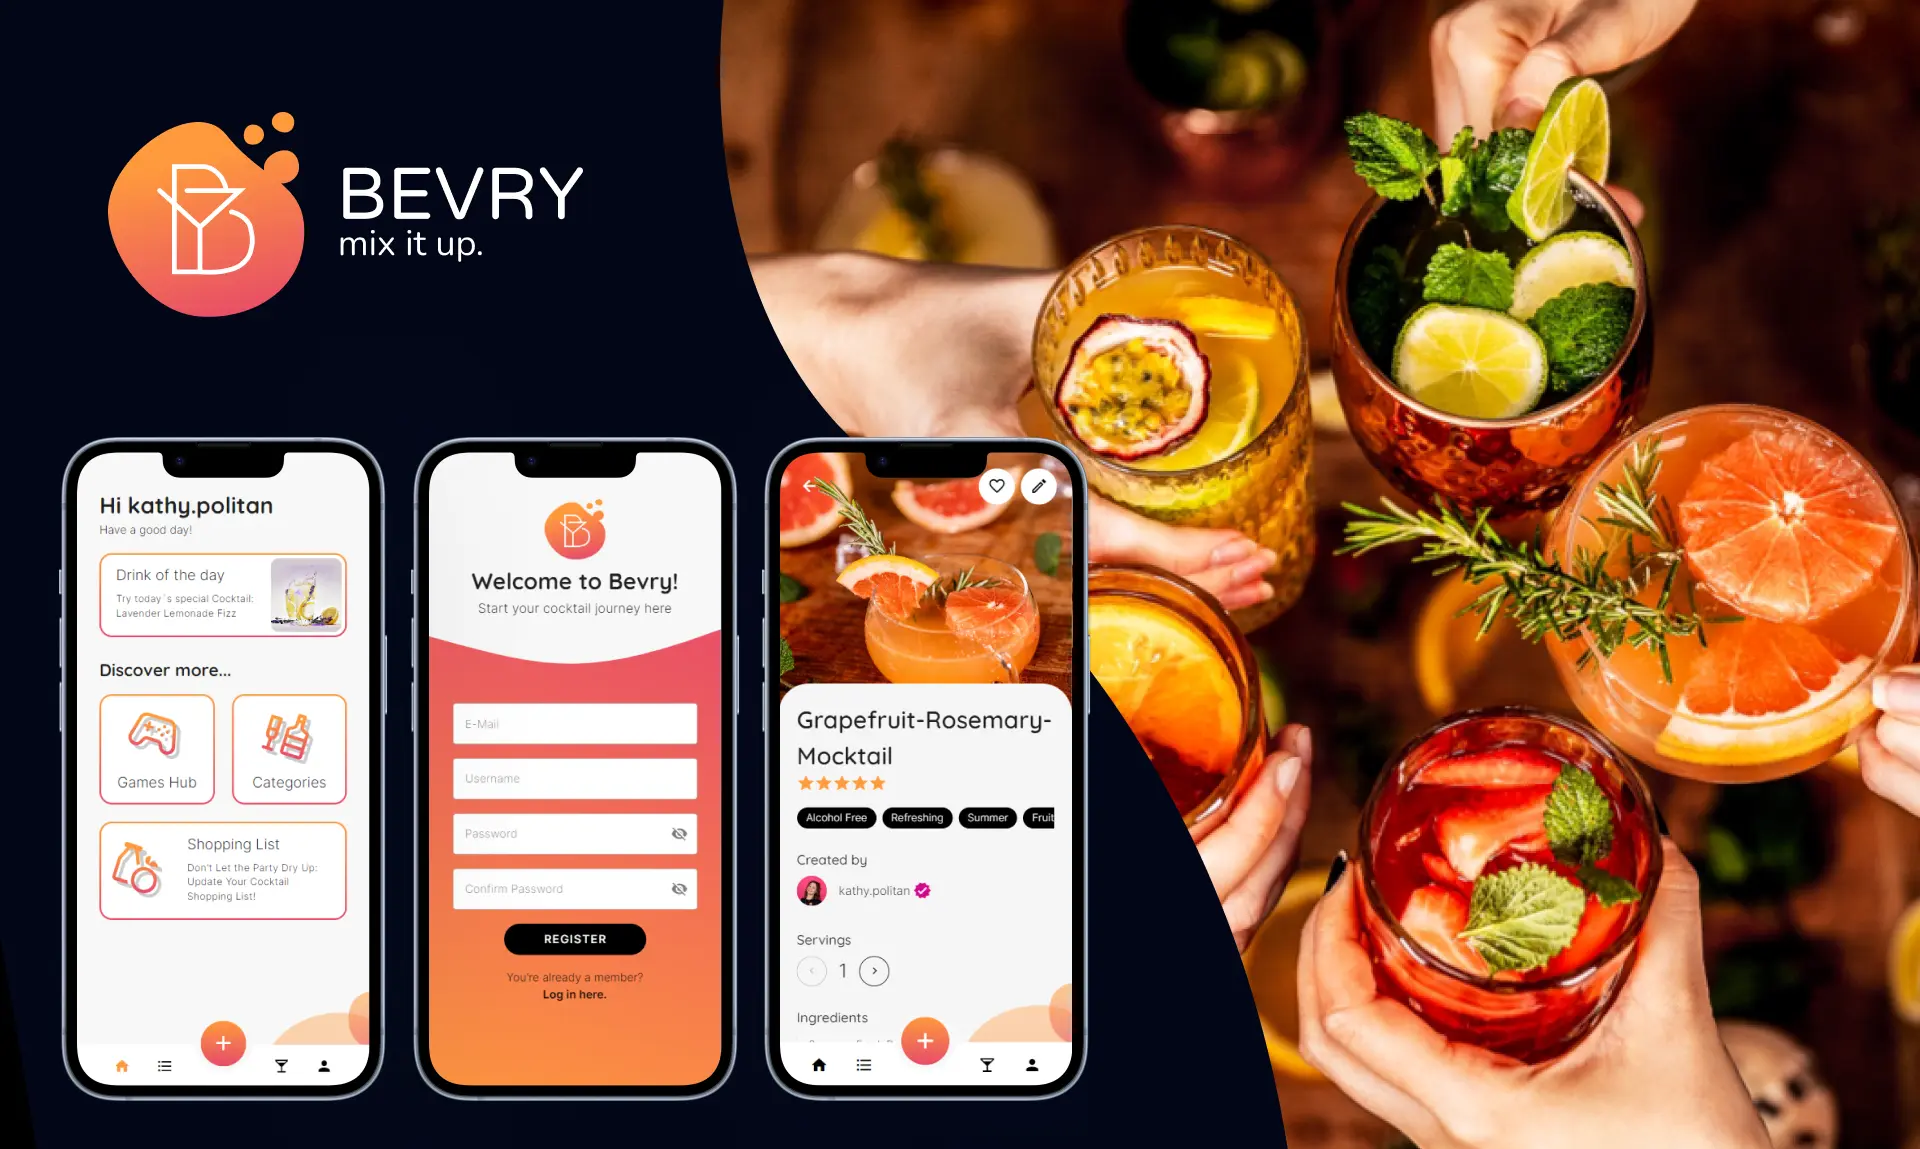 BEVRY
mix it up.
Hi kathy.politan
Have a good day!
Drink of the day
Try today`s special Cocktail:
Lavender Lemonade Fizz
Discover more...
Games Hub
Categories
Shopping List
Don't Let the Party Dry Up:
Update Your Cocktail
Shopping List!
Welcome to Bevry!
Start your cocktail journey here
E-Mail
Username
Password
Confirm Password
REGISTER
You're already a member?
Log in here.
Grapefruit-Rosemary-
Mocktail
Alcohol Free
Refreshing
Summer
Fruit
Created by
kathy.politan
Servings
1
Ingredients